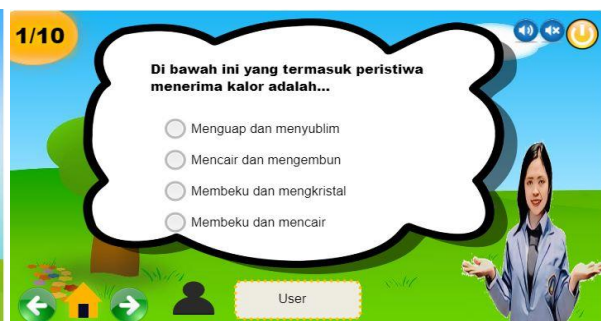 1/10
Di bawah ini yang termasuk peristiwa
menerima kalor adalah...
Menguap dan menyublim
Mencair dan mengembun
Membeku dan mengkristal
Membeku dan mencair
User